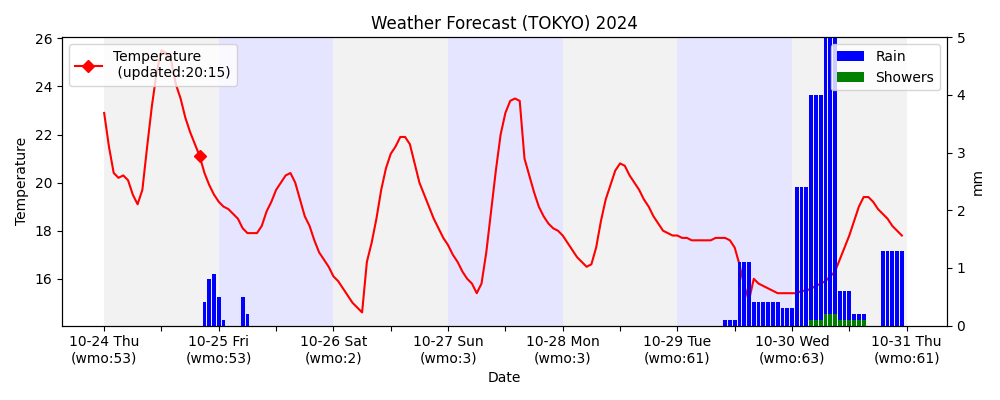 Weather Forecast (TOKYO) 2024
Temperature
(updated:20:15)
Rain
Showers
Temperature
26
24
22
20
18
16
5
4
3
2
1
0
mm
10-24 Thu
(wmo:53)
10-25 Fri
(wmo:53)
10-26 Sat
(wmo:2)
10-27 Sun
(wmo:3)
10-28 Mon
(wmo:3)
10-29 Tue
(wmo:61)
10-30 Wed
(wmo:63)
10-31 Thu
(wmo:61)
Date